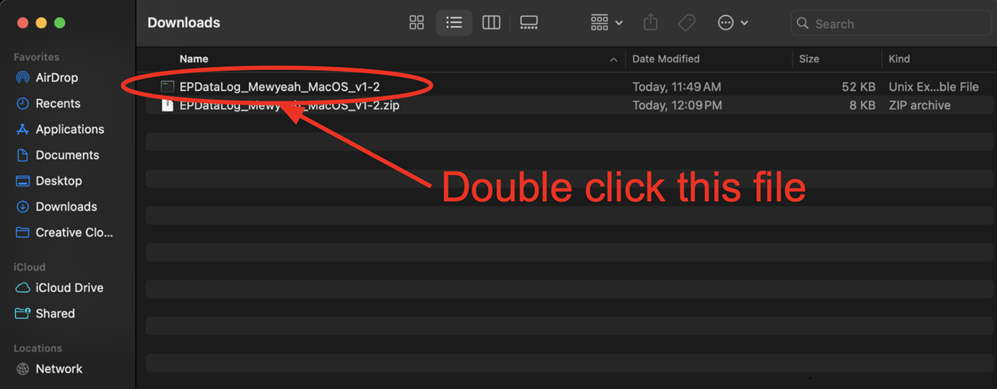 Downloads
Search
Favorites
AirDrop
Recents
Applications
Documents
Desktop
Downloads
Creative Clo...
iCloud
iCloud Drive
Shared
Locations
Network
Name Date Modified Size Kind
EPDataLog_Mewyeah_MacOS_v1-2 Today, 11:49 AM 52 KB Unix Ex...ble File
EPDataLog_Mewyeah_MacOS_v1-2.zip Today, 12:09 PM 8 KB ZIP archive
Double click this file